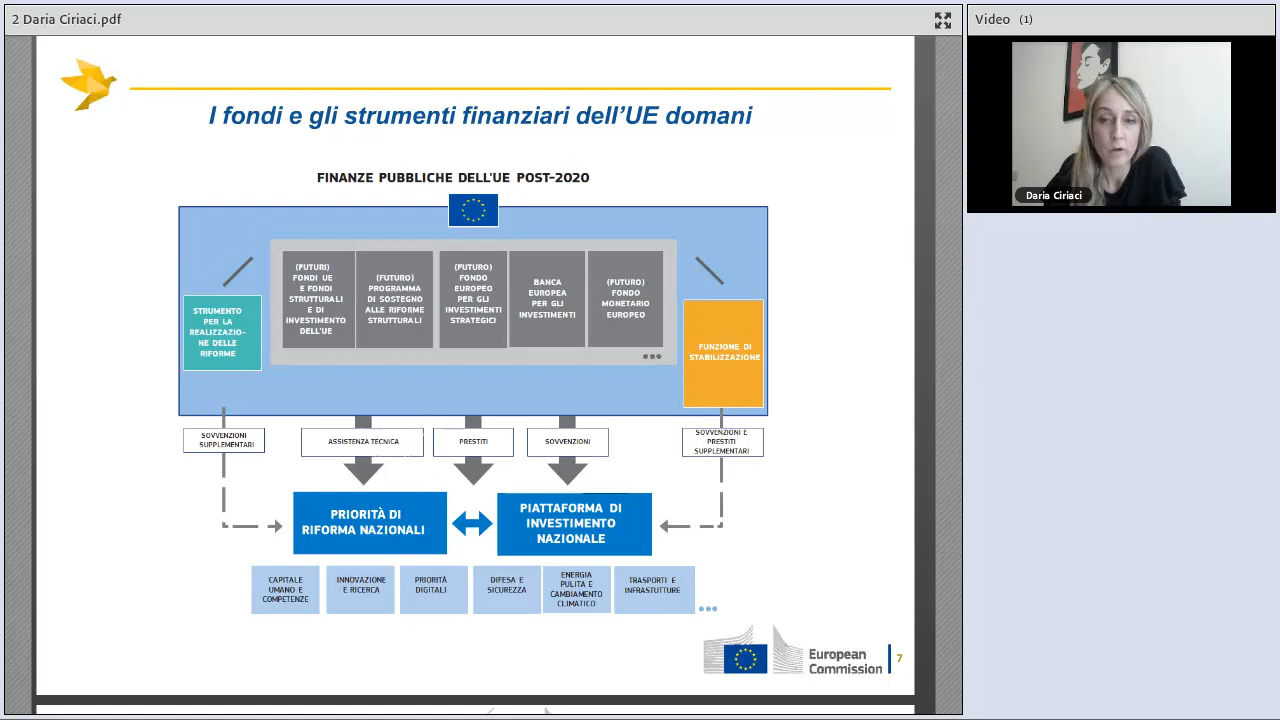 2 Daria Ciriaci.pdf
Video (1)
Daria Ciriaci
I fondi e gli strumenti finanziari dell’UE domani
FINANZE PUBBLICHE DELL'UE POST-2020
STRUMENTO
PER LA
REALIZZAZIO-
NE DELLE
RIFORME
(FUTURI)
FONDI UE
E FONDI
STRUTTURALI
E DI
INVESTIMENTO
DELL'UE
(FUTURO)
PROGRAMMA
DI SOSTEGNO
ALLE RIFORME
STRUTTURALI
(FUTURO)
FONDO
EUROPEO
PER GLI
INVESTIMENTI
STRATEGICI
BANCA
EUROPEA
PER GLI
INVESTIMENTI
(FUTURO)
FONDO
MONETARIO
EUROPEO
FUNZIONE DI
STABILIZZAZIONE
SOVVENZIONI
SUPPLEMENTARI
ASSISTENZA TECNICA
PRESTITI
SOVVENZIONI
SOVVENZIONI E
PRESTITI
SUPPLEMENTARI
PRIORITÀ DI
RIFORMA NAZIONALI
PIATTAFORMA DI
INVESTIMENTO
NAZIONALE
CAPITALE
UMANO E
COMPETENZE
INNOVAZIONE
E RICERCA
PRIORITÀ
DIGITALI
DIFESA E
SICUREZZA
ENERGIA
PULITA E
CAMBIAMENTO
CLIMATICO
TRASPORTI E
INFRASTUTTURE
European
Commission
7